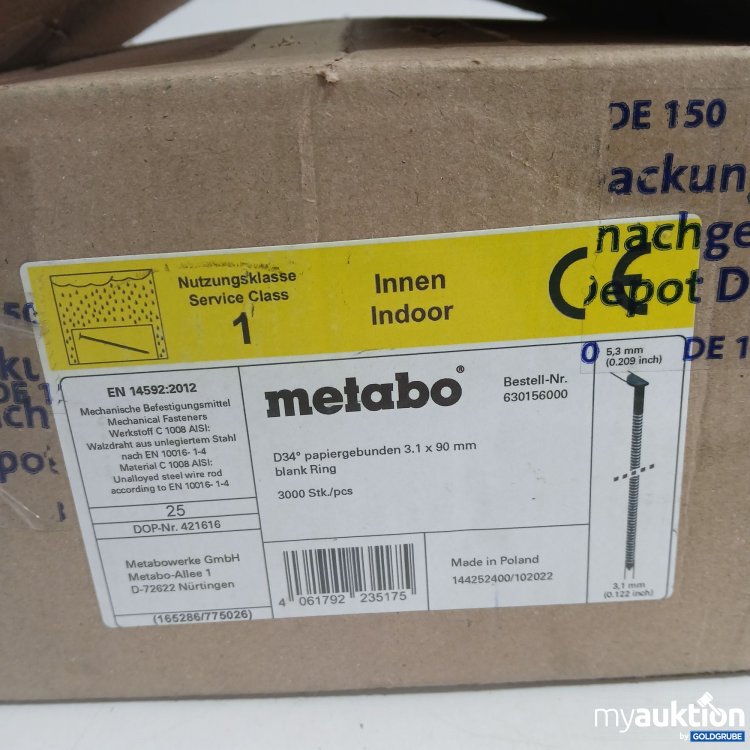 DE 150
ackun
nachge
epot D
DE 1
0
Nutzungsklasse
Service Class
1
Innen
Indoor
CE
EN 14592:2012
Mechanische Befestigungsmittel
Mechanical Fasteners
Werkstoff C 1008 AISI:
Walzdraht aus unlegiertem Stahl
nach EN 10016- 1-4
Material C 1008 AISI:
Unalloyed steel wire rod
according to EN 10016- 1-4
25
DOP-Nr. 421616
Metabowerke GmbH
Metabo-Allee 1
D-72622 Nürtingen
(165286/775026)
metabo®
Bestell-Nr.
630156000
D34° papiergebunden 3.1 x 90 mm
blank Ring
3000 Stk./pcs
4 061792 235175
Made in Poland
144252400/102022
5,3 mm
(0.209 inch)
3,1 mm
(0.122 inch)
myauktion
by GOLDGRUBE